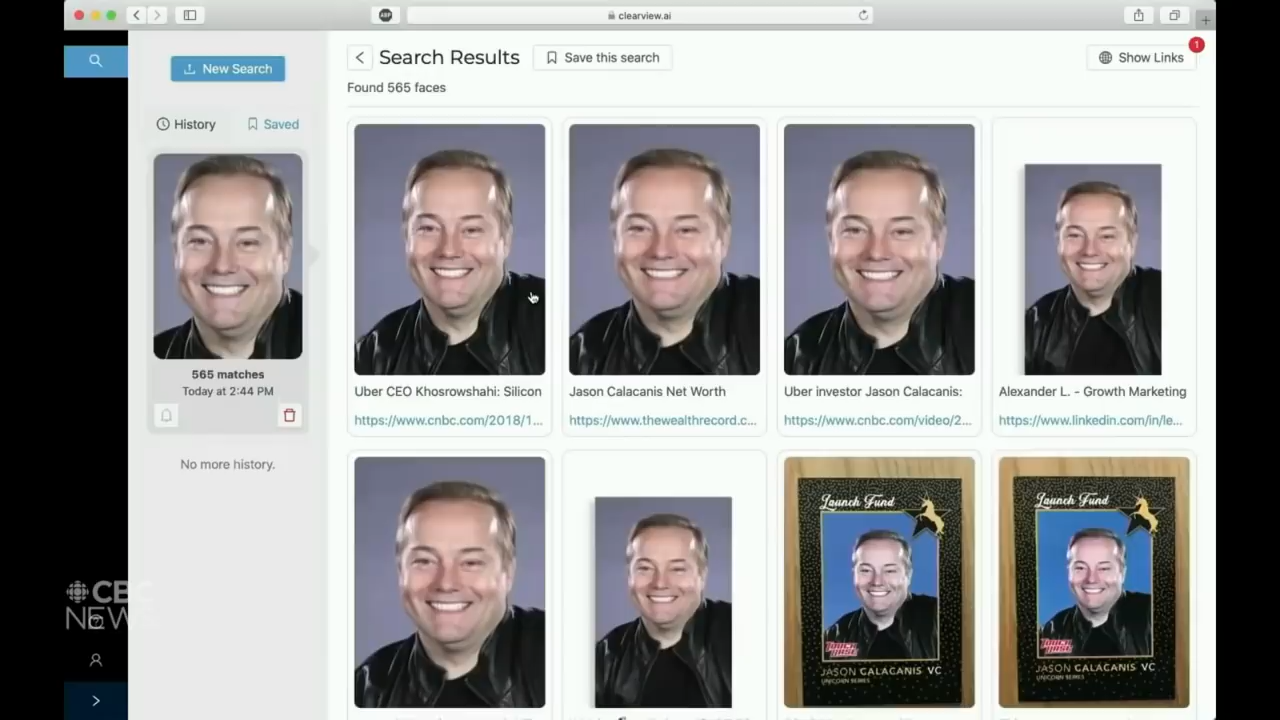 clearview.ai
New Search
Search Results
Save this search
Show Links
1
Found 565 faces
History
Saved
565 matches
Today at 2:44 PM
No more history.
Uber CEO Khosrowshahi: Silicon
https://www.cnbc.com/2018/1...
Jason Calacanis Net Worth
https://www.thewealthrecord.c...
Uber investor Jason Calacanis:
https://www.cnbc.com/video/2...
Alexander L. - Growth Marketing
https://www.linkedin.com/in/le...
Launch Fund
JASON CALACANIS VC
UNICORN SERIES
Launch Fund
JASON CALACANIS VC
UNICORN SERIES
CBC
NEWS
ABP